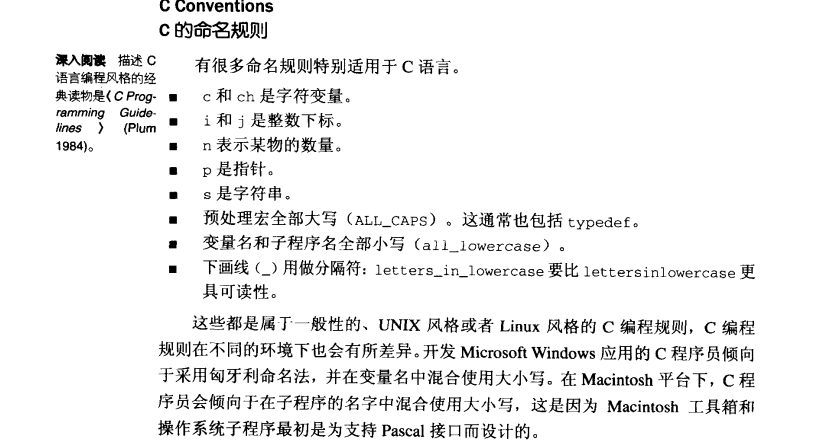 C Conventions
C 的命名规则
深入阅读 描述 C
语言编程风格的经
典读物是《C Prog-
ramming Guide-
lines 》 (Plum
1984)。
有很多命名规则特别适用于 C 语言。
■ c 和 ch 是字符变量。
■ i 和 j 是整数下标。
■ n 表示某物的数量。
■ p 是指针。
■ s 是字符串。
■ 预处理宏全部大写（ALL_CAPS）。这通常也包括 typedef。
■ 变量名和子程序名全部小写（all_lowercase）。
■ 下画线（_）用做分隔符：letters_in_lowercase 要比 lettersinlowercase 更
具可读性。
这些都是属于一般性的、UNIX 风格或者 Linux 风格的 C 编程规则，C 编程
规则在不同的环境下也会有所差异。开发 Microsoft Windows 应用的 C 程序员倾向
于采用匈牙利命名法，并在变量名中混合使用大小写。在 Macintosh 平台下，C 程
序员会倾向于在子程序的名字中混合使用大小写，这是因为 Macintosh 工具箱和
操作系统子程序最初是为支持 Pascal 接口而设计的。